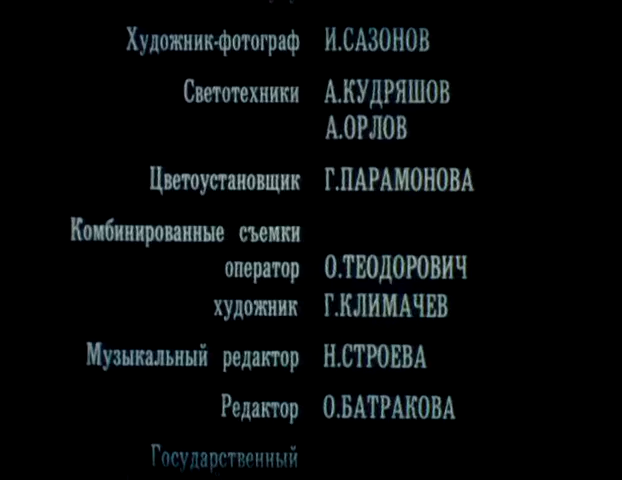 Художник-фотограф И.САЗОНОВ
Светотехники А.КУДРЯШОВ
А.ОРЛОВ
Цветоустановщик Г.ПАРАМОНОВА
Комбинированные съемки
оператор О.ТЕОДОРОВИЧ
художник Г.КЛИМАЧЕВ
Музыкальный редактор Н.СТРОЕВА
Редактор О.БАТРАКОВА
Государственный